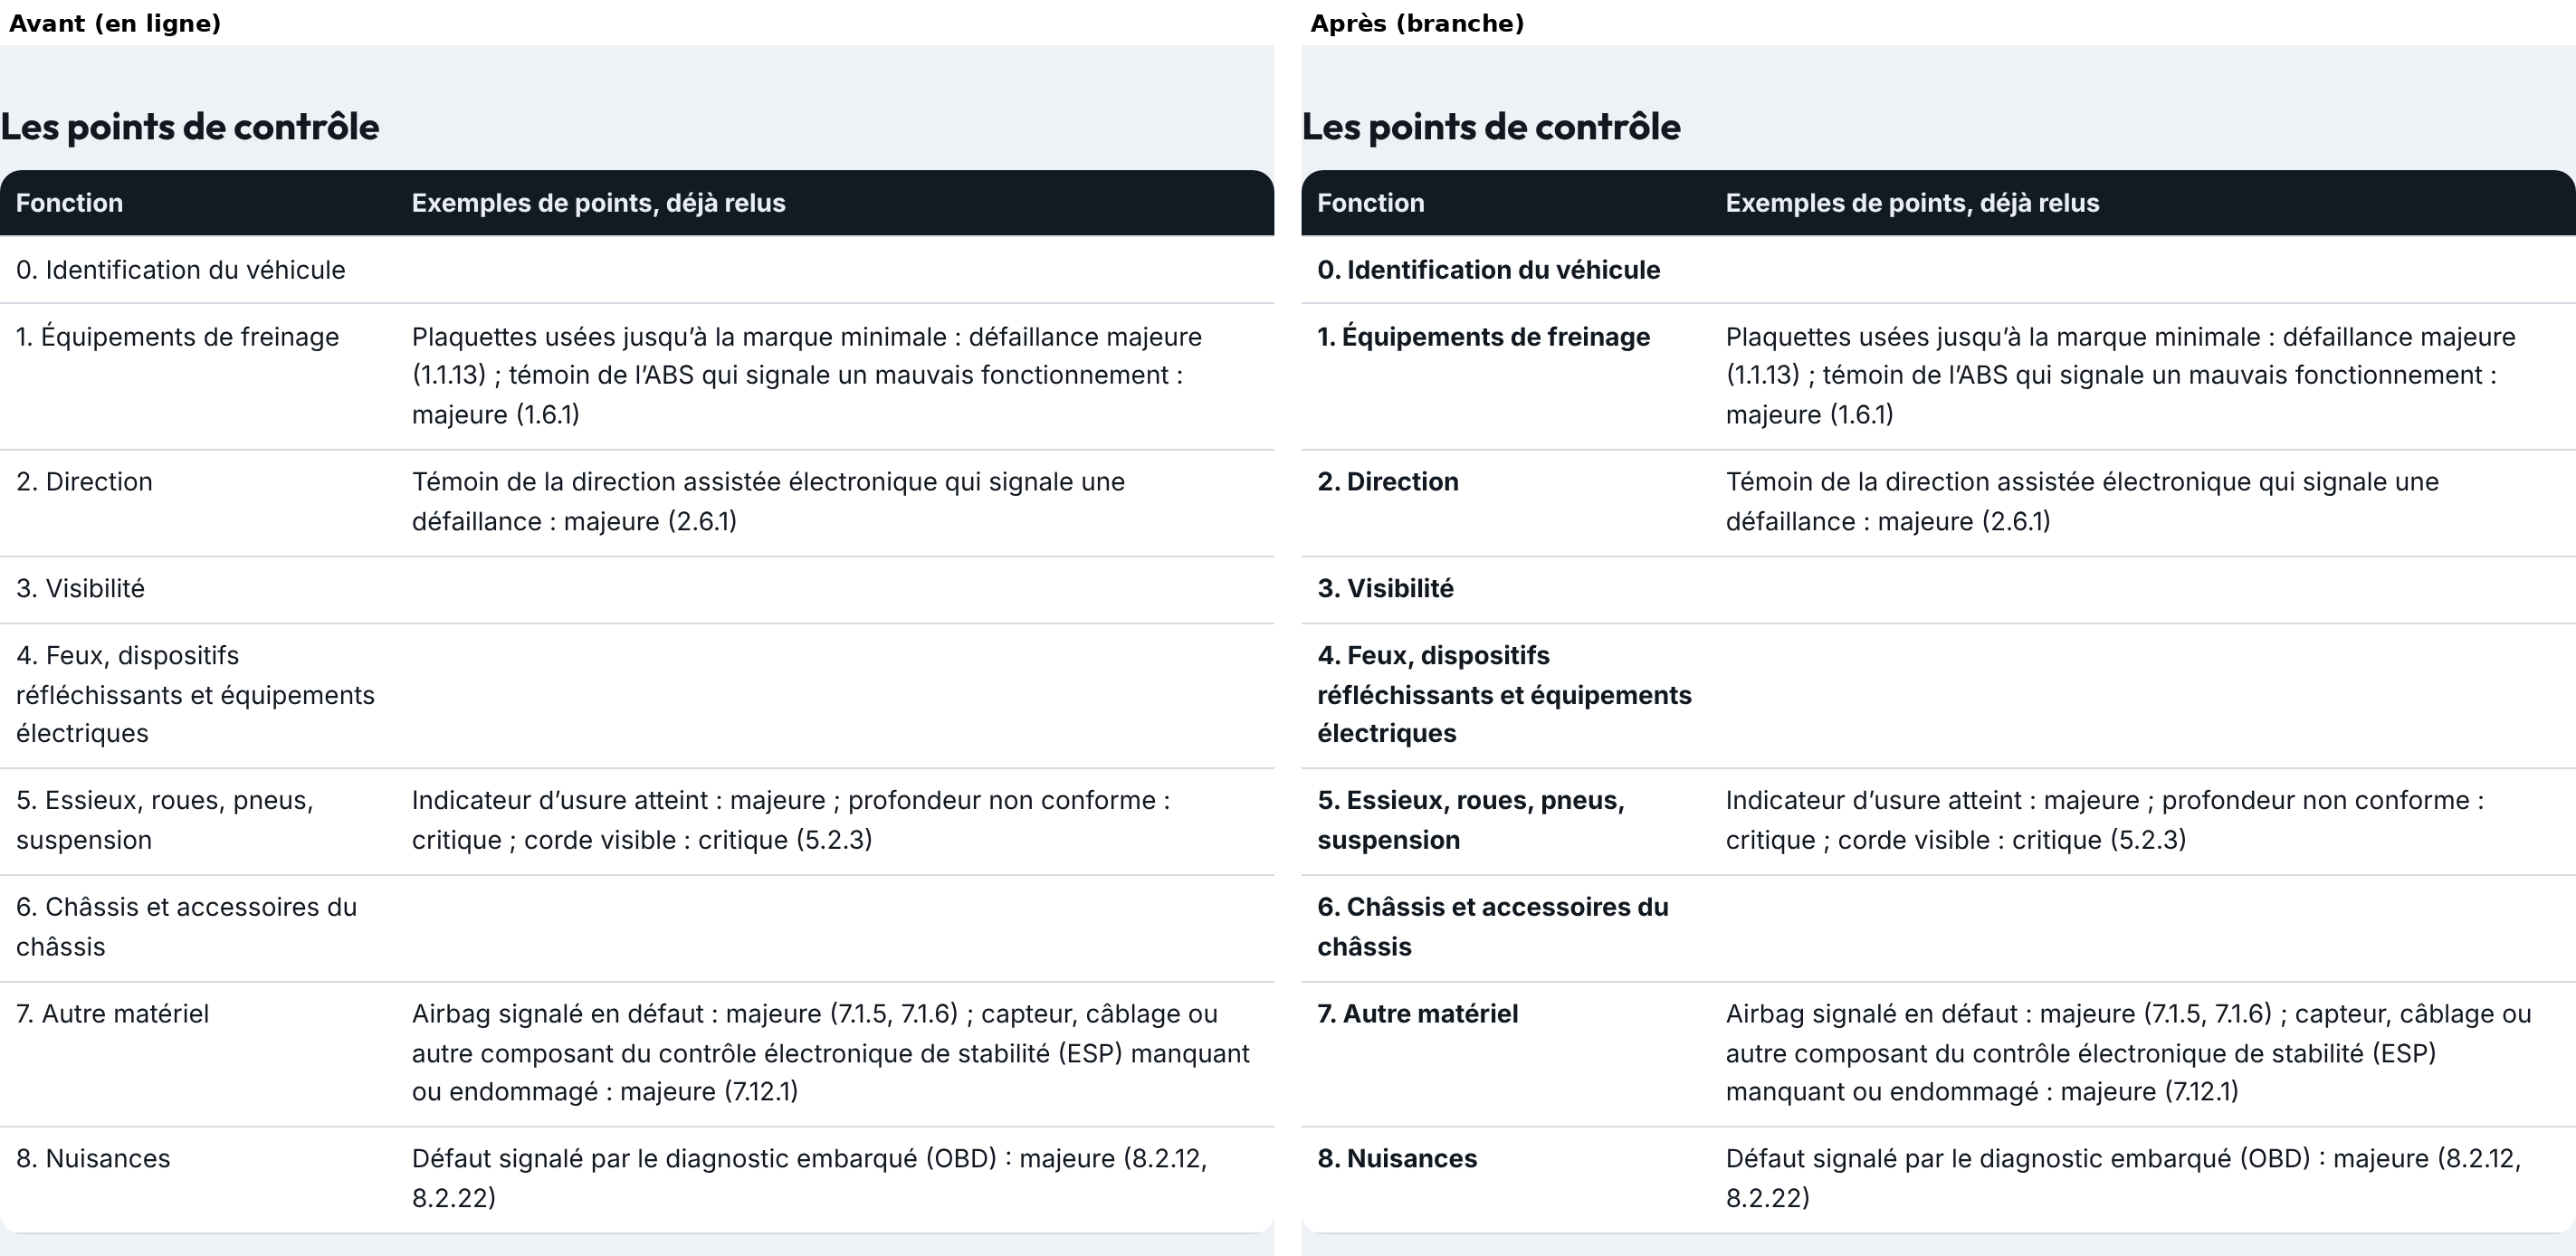 Avant (en ligne)
Les points de contrôle
Fonction
Exemples de points, déjà relus
0. Identification du véhicule
1. Équipements de freinage
Plaquettes usées jusqu’à la marque minimale : défaillance majeure
(1.1.13) ; témoin de l’ABS qui signale un mauvais fonctionnement :
majeure (1.6.1)
2. Direction
Témoin de la direction assistée électronique qui signale une
défaillance : majeure (2.6.1)
3. Visibilité
4. Feux, dispositifs
réfléchissants et équipements
électriques
5. Essieux, roues, pneus,
suspension
Indicateur d’usure atteint : majeure ; profondeur non conforme :
critique ; corde visible : critique (5.2.3)
6. Châssis et accessoires du
châssis
7. Autre matériel
Airbag signalé en défaut : majeure (7.1.5, 7.1.6) ; capteur, câblage ou
autre composant du contrôle électronique de stabilité (ESP) manquant
ou endommagé : majeure (7.12.1)
8. Nuisances
Défaut signalé par le diagnostic embarqué (OBD) : majeure (8.2.12,
8.2.22)
Après (branche)
Les points de contrôle
Fonction
Exemples de points, déjà relus
0. Identification du véhicule
1. Équipements de freinage
Plaquettes usées jusqu’à la marque minimale : défaillance majeure
(1.1.13) ; témoin de l’ABS qui signale un mauvais fonctionnement :
majeure (1.6.1)
2. Direction
Témoin de la direction assistée électronique qui signale une
défaillance : majeure (2.6.1)
3. Visibilité
4. Feux, dispositifs
réfléchissants et équipements
électriques
5. Essieux, roues, pneus,
suspension
Indicateur d’usure atteint : majeure ; profondeur non conforme :
critique ; corde visible : critique (5.2.3)
6. Châssis et accessoires du
châssis
7. Autre matériel
Airbag signalé en défaut : majeure (7.1.5, 7.1.6) ; capteur, câblage ou
autre composant du contrôle électronique de stabilité (ESP)
manquant ou endommagé : majeure (7.12.1)
8. Nuisances
Défaut signalé par le diagnostic embarqué (OBD) : majeure (8.2.12,
8.2.22)